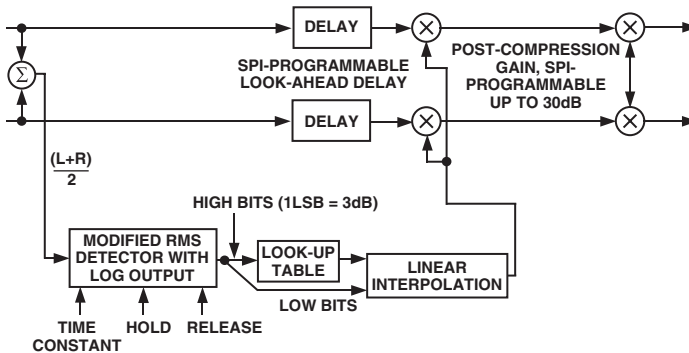 DELAY
SPI-PROGRAMMABLE
LOOK-AHEAD DELAY
POST-COMPRESSION
GAIN, SPI-
PROGRAMMABLE
UP TO 30dB
Σ
DELAY
(L+R)
2
HIGH BITS (1LSB = 3dB)
MODIFIED RMS
DETECTOR WITH
LOG OUTPUT
LOOK-UP
TABLE
LINEAR
INTERPOLATION
LOW BITS
TIME
CONSTANT
HOLD
RELEASE